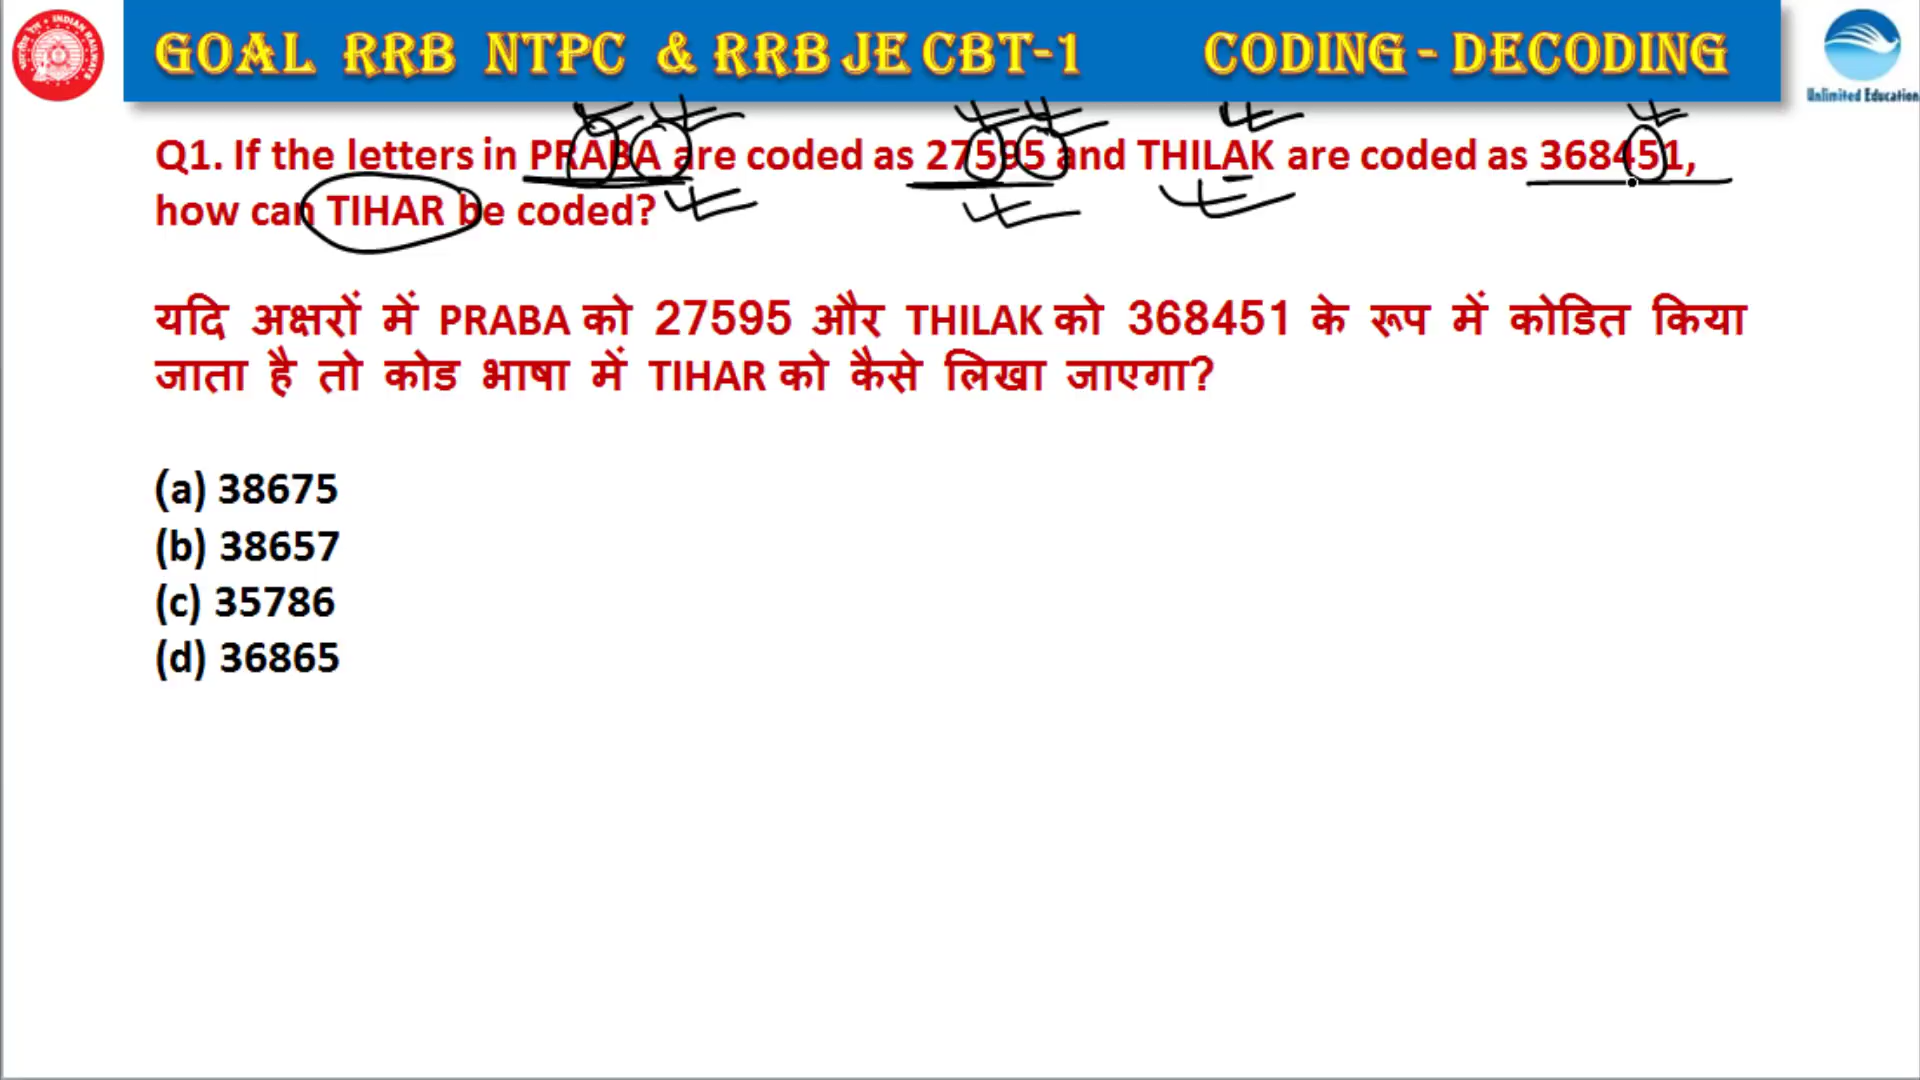 GOAL RRB NTPC & RRB JE CBT-1 CODING - DECODING
Unlimited Education
Q1. If the letters in PRABA are coded as 27595 and THILAK are coded as 368451,
how can TIHAR be coded?
यदि अक्षरों में PRABA को 27595 और THILAK को 368451 के रूप में कोडित किया
जाता है तो कोड भाषा में TIHAR को कैसे लिखा जाएगा?
(a) 38675
(b) 38657
(c) 35786
(d) 36865